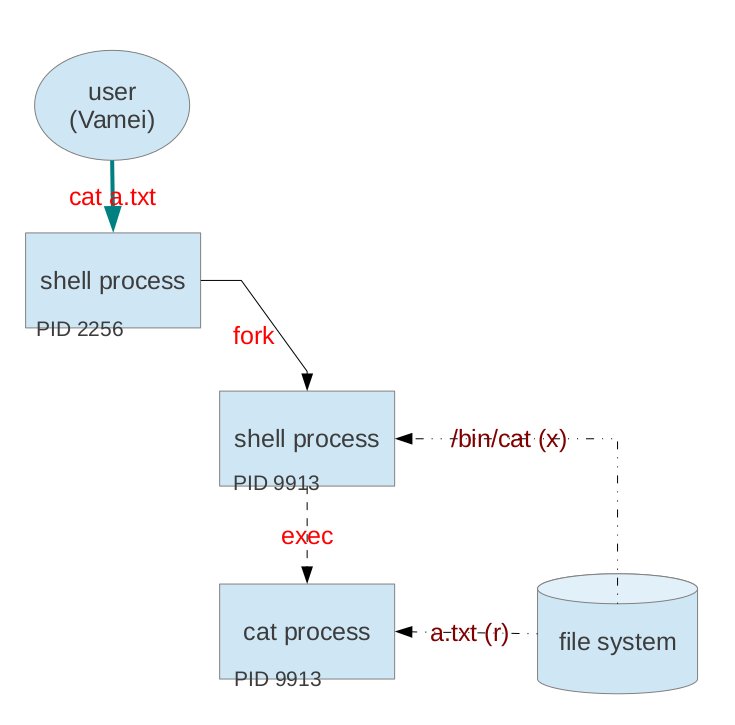 user
(Vamei)
cat a.txt
shell process
PID 2256
fork
shell process
/bin/cat (x)
PID 9913
exec
cat process
a.txt (r)
file system
PID 9913